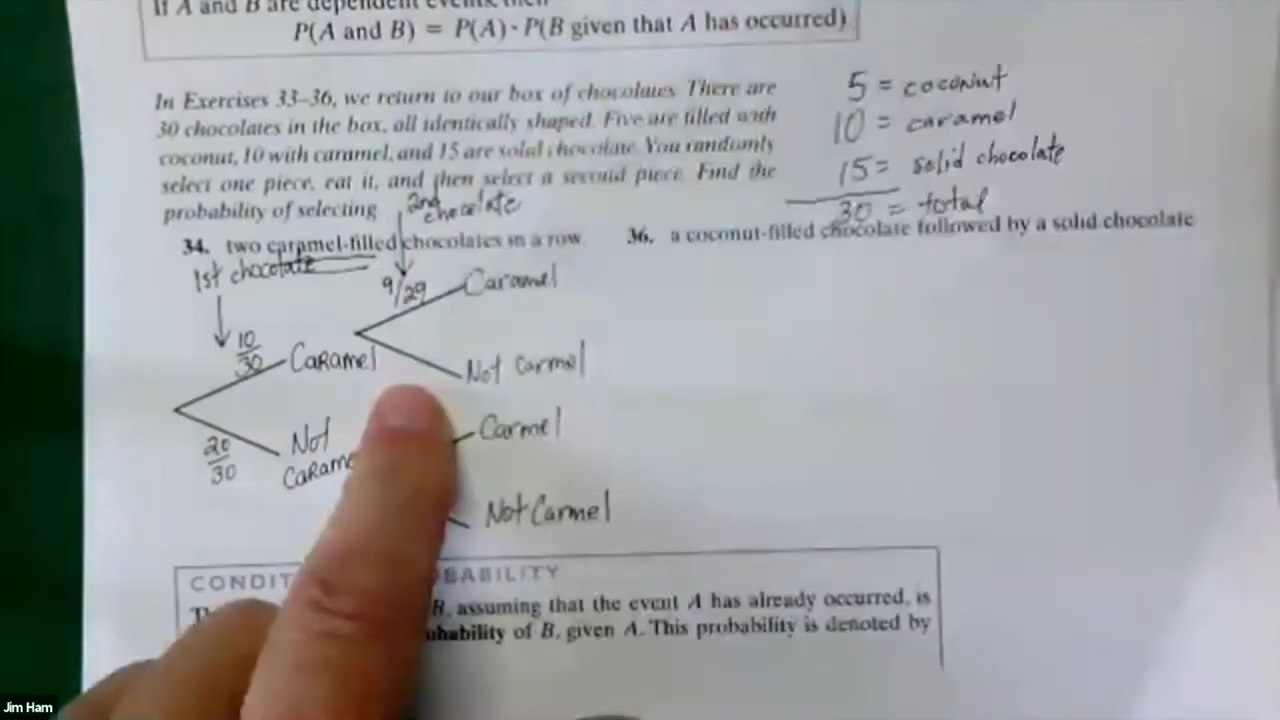 If A and B are dependent events, then
P(A and B) = P(A) · P(B given that A has occurred)
In Exercises 33–36, we return to our box of chocolates. There are
30 chocolates in the box, all identically shaped. Five are filled with
coconut, 10 with caramel, and 15 are solid chocolate. You randomly
select one piece, eat it, and then select a second piece. Find the
probability of selecting
5 = coconut
10 = caramel
15 = solid chocolate
30 = total
2nd
chocolate
34. two caramel-filled chocolates in a row
36. a coconut-filled chocolate followed by a solid chocolate
1st chocolate
9/29
Caramel
10
30
Caramel
Not Carmel
20
30
Not
Carame
Carmel
Not Carmel
CONDIT
BABILITY
B, assuming that the event A has already occurred, is
of B, given A. This probability is denoted by
Jim Ham